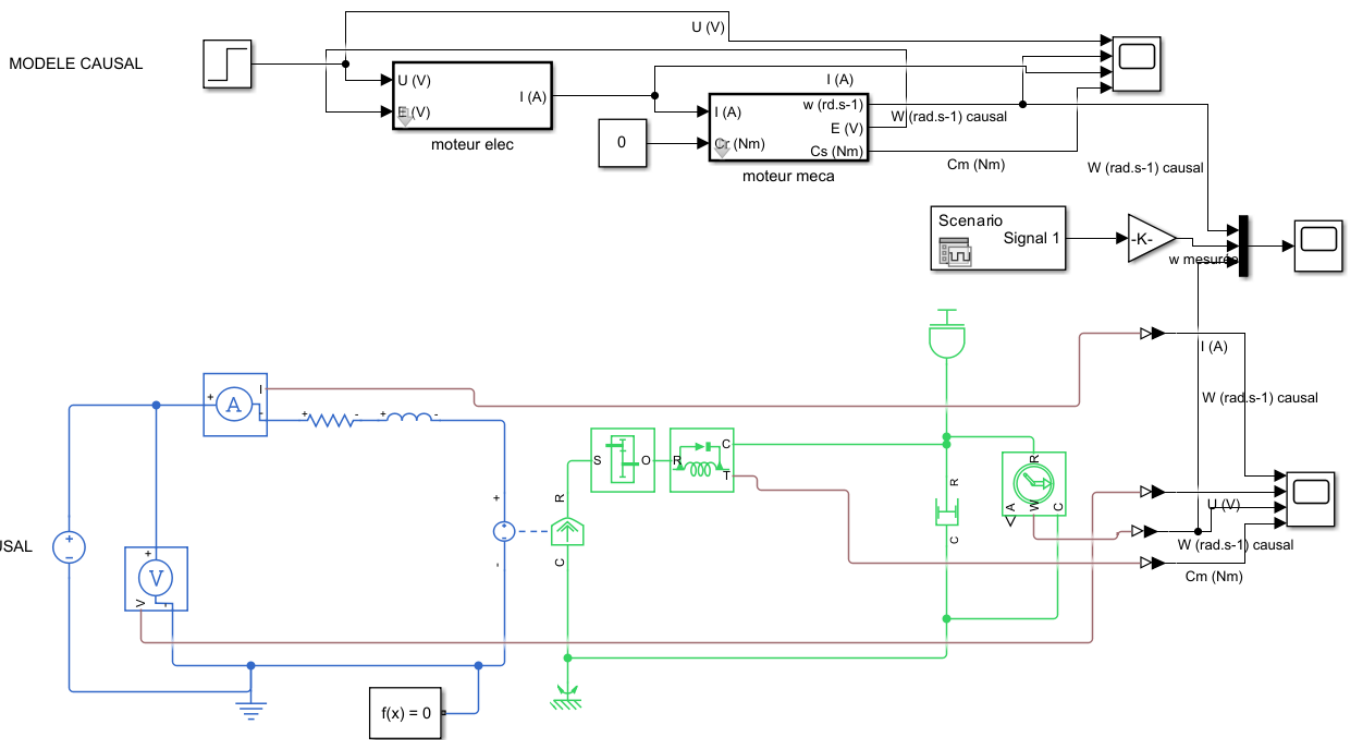 U (V)
MODELE CAUSAL
U (V)
E (V)
I (A)
moteur elec
I (A)
0
I (A)
Cr (Nm)
w (rd.s-1)
E (V)
Cs (Nm)
moteur meca
W (rad.s-1) causal
Cm (Nm)
W (rad.s-1) causal
Scenario
Signal 1
-K-
w mesurée
I (A)
A
+
-
I
+
-
+
-
W (rad.s-1) causal
S
O
R
C
T
R
R
A
W
C
+
-
R
C
C
U (V)
W (rad.s-1) causal
Cm (Nm)
USAL
+
-
+
V
V
-
f(x) = 0